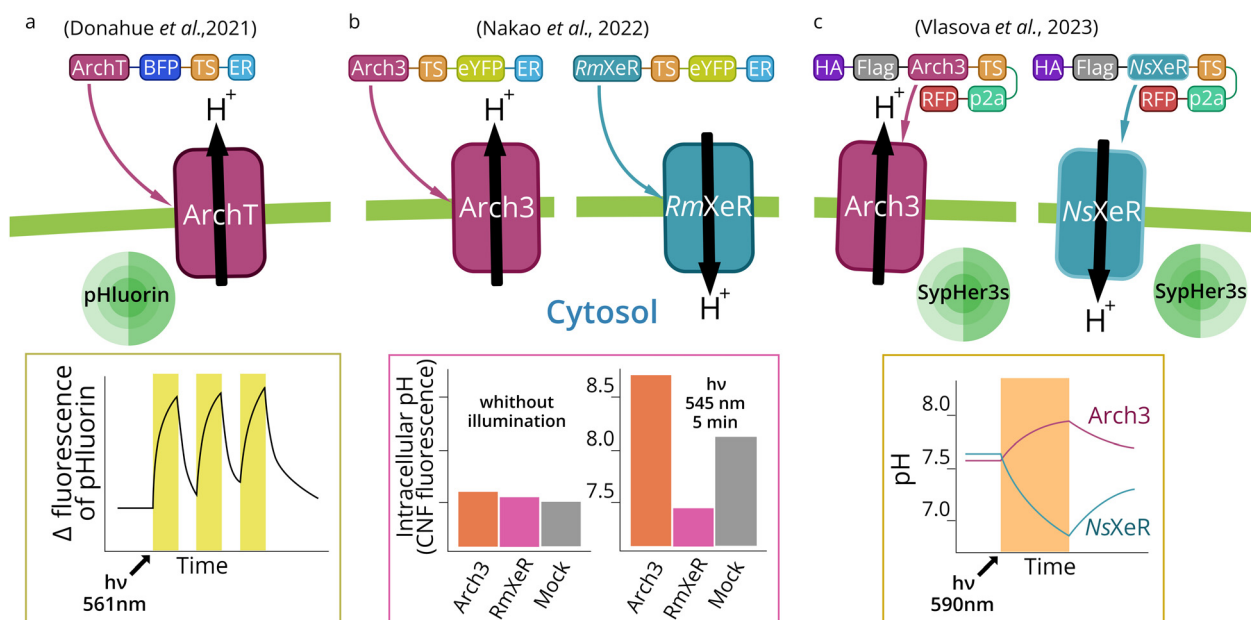 a
(Donahue et al.,2021)
ArchT BFP TS ER
H+
ArchT
pHluorin
Δ fluorescence
of pHluorin
Time
hν
561nm
b
(Nakao et al., 2022)
Arch3 TS eYFP ER
RmXeR TS eYFP ER
H+
Arch3
RmXeR
H+
Cytosol
Intracellular pH
(CNF fluorescence)
whithout
illumination
Arch3
RmXeR
Mock
8.5
8.0
7.5
hν
545 nm
5 min
Arch3
RmXeR
Mock
c
(Vlasova et al., 2023)
HA Flag Arch3 TS
RFP p2a
HA Flag NsXeR TS
RFP p2a
H+
Arch3
SypHer3s
NsXeR
H+
SypHer3s
pH
8.0
7.5
7.0
Arch3
NsXeR
Time
hν
590nm